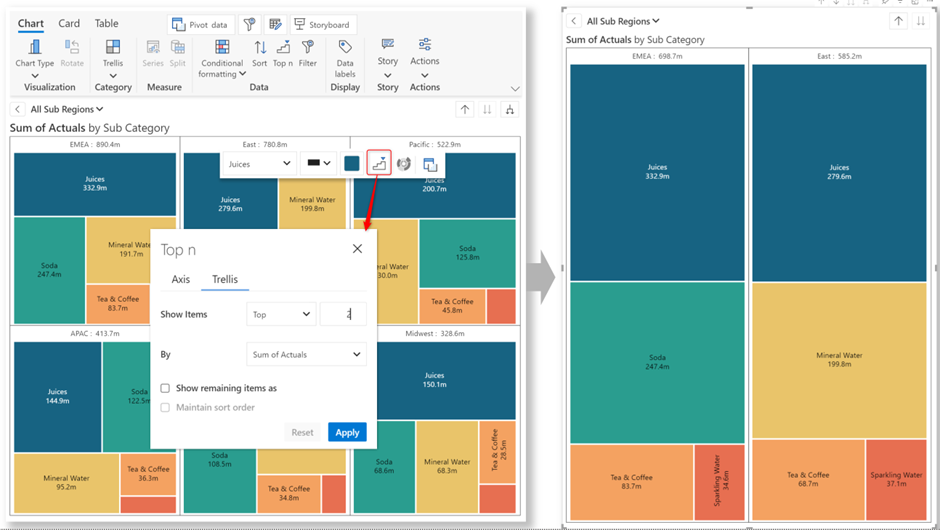 Chart Card Table Pivot data Storyboard
Chart Type Rotate Trellis Series Split Conditional formatting Sort Top n Filter Data labels Story Actions
Visualization Category Measure Data Display Story Actions
All Sub Regions
Sum of Actuals by Sub Category
EMEA : 890.4m East : 780.8m Pacific : 522.9m
Juices
Juices
332.9m
279.6m
Mineral Water
199.8m
Juices
200.7m
Soda
247.4m
Mineral Wate
191.7m
Tea & Coffee
83.7m
eral Water
30.0m
Soda
125.8m
Tea & Coffee
45.8m
Top n
Axis Trellis
Show Items Top 2
By Sum of Actuals
Show remaining items as
Maintain sort order
Reset Apply
APAC : 413.7m Midwest : 328.6m
Juices
144.9m
Soda
122.5m
Mineral Water
95.2m
Tea & Coffee
36.3m
Soda
108.5m
Tea & Coffee
34.8m
Juices
150.1m
Soda
68.6m
Mineral Water
68.3m
Tea & Coffee
28.5m
All Sub Regions
Sum of Actuals by Sub Category
EMEA : 698.7m East : 585.2m
Juices
332.9m
Juices
279.6m
Soda
247.4m
Mineral Water
199.8m
Tea & Coffee
83.7m
Sparkling Water
34.6m
Tea & Coffee
68.7m
Sparkling Water
37.1m